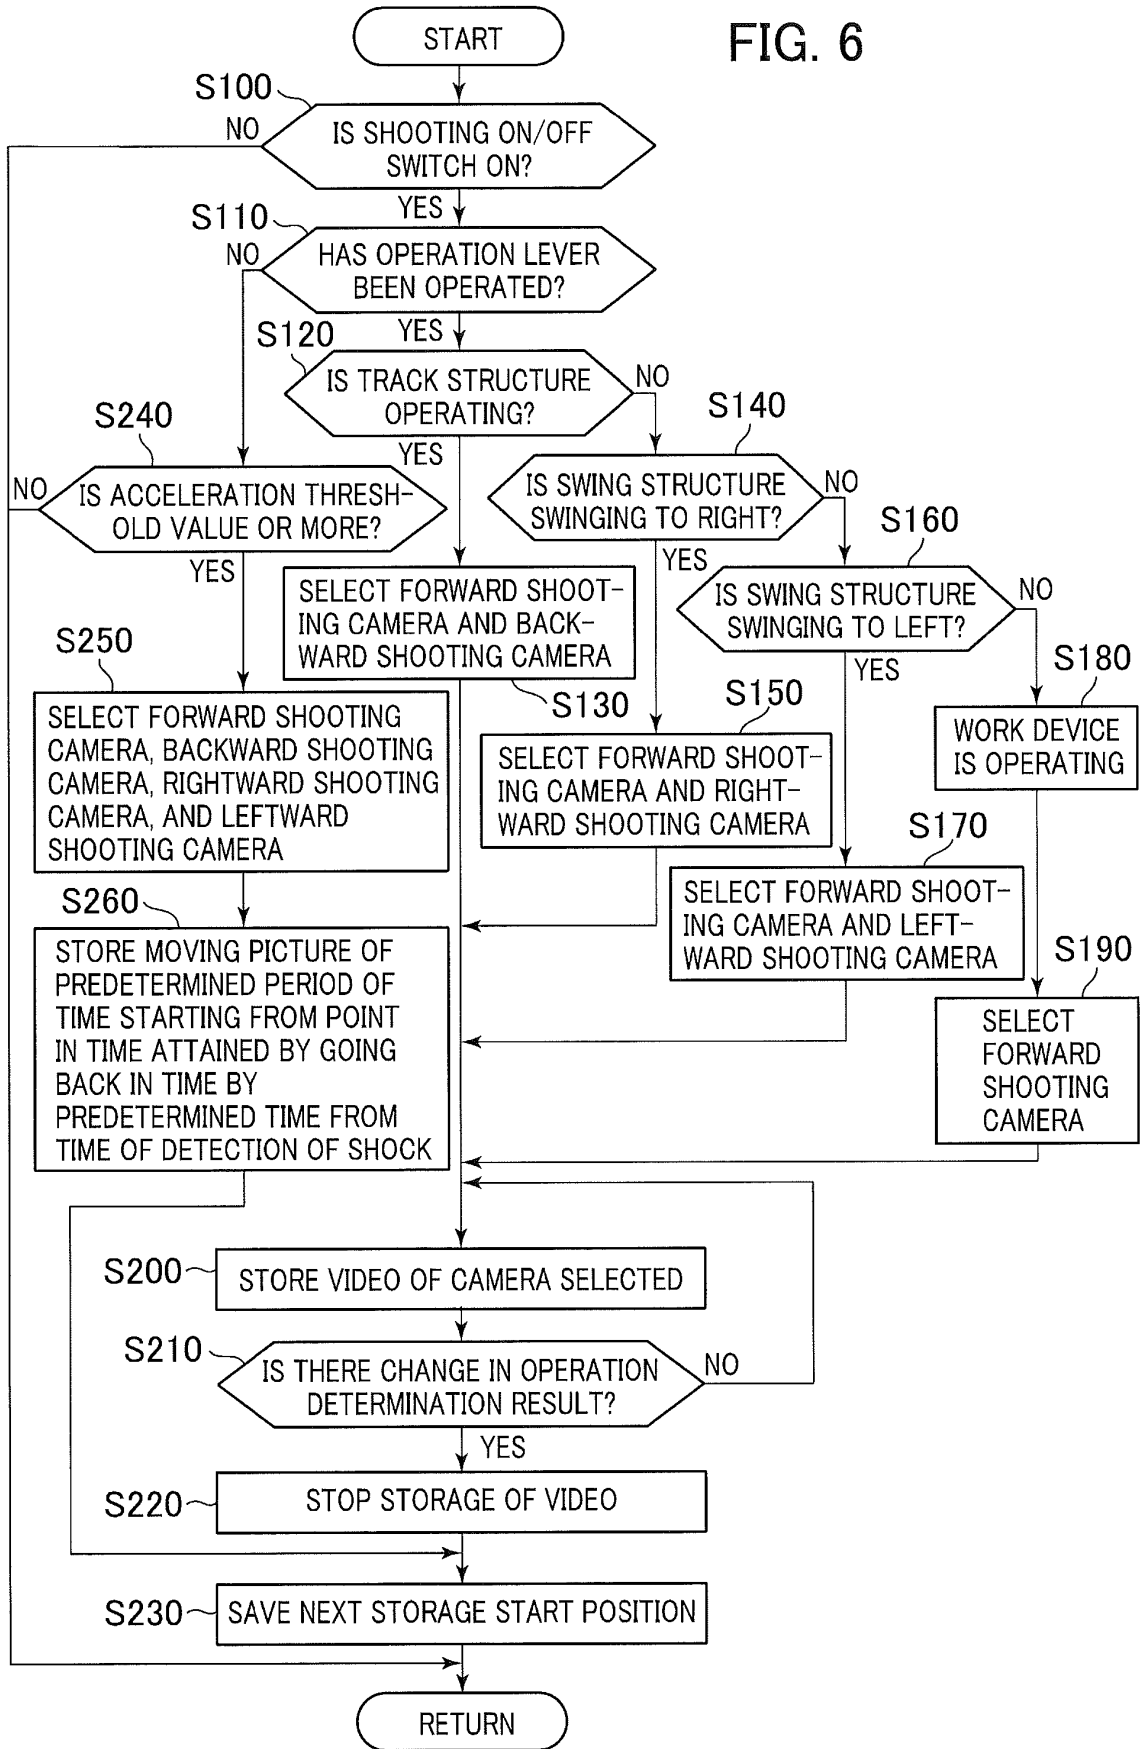 START
FIG. 6
S100
NO
IS SHOOTING ON/OFF
SWITCH ON?
YES
S110
NO
HAS OPERATION LEVER
BEEN OPERATED?
YES
S120
IS TRACK STRUCTURE
OPERATING?
NO
YES
S240
NO
IS ACCELERATION THRESH-
OLD VALUE OR MORE?
YES
S140
IS SWING STRUCTURE
SWINGING TO RIGHT?
NO
YES
S160
IS SWING STRUCTURE
SWINGING TO LEFT?
NO
YES
SELECT FORWARD SHOOT-
ING CAMERA AND BACK-
WARD SHOOTING CAMERA
S130
S250
SELECT FORWARD SHOOTING
CAMERA, BACKWARD SHOOTING
CAMERA, RIGHTWARD SHOOTING
CAMERA, AND LEFTWARD
SHOOTING CAMERA
S150
SELECT FORWARD SHOOT-
ING CAMERA AND RIGHT-
WARD SHOOTING CAMERA
S180
WORK DEVICE
IS OPERATING
S170
SELECT FORWARD SHOOT-
ING CAMERA AND LEFT-
WARD SHOOTING CAMERA
S260
STORE MOVING PICTURE OF
PREDETERMINED PERIOD OF
TIME STARTING FROM POINT
IN TIME ATTAINED BY GOING
BACK IN TIME BY
PREDETERMINED TIME FROM
TIME OF DETECTION OF SHOCK
S190
SELECT
FORWARD
SHOOTING
CAMERA
S200
STORE VIDEO OF CAMERA SELECTED
S210
IS THERE CHANGE IN OPERATION
DETERMINATION RESULT?
NO
YES
S220
STOP STORAGE OF VIDEO
S230
SAVE NEXT STORAGE START POSITION
RETURN